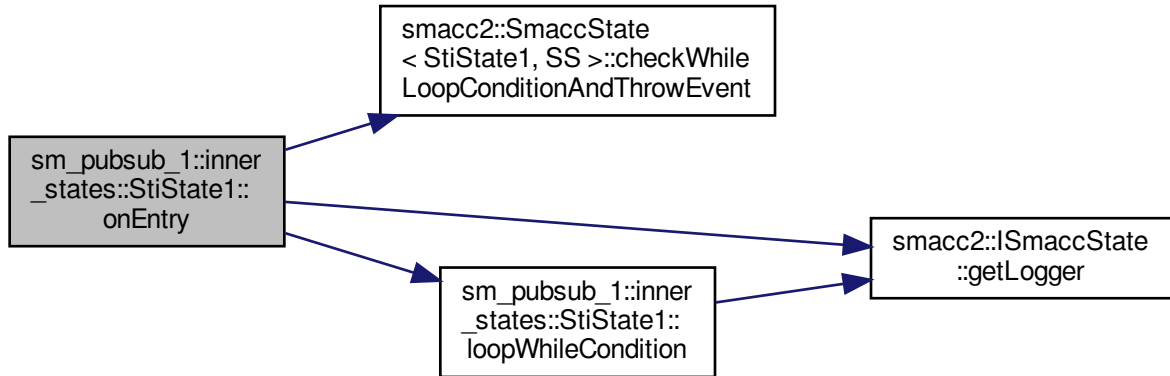 smacc2::SmaccState
< StiState1, SS >::checkWhile
LoopConditionAndThrowEvent
sm_pubsub_1::inner
_states::StiState1::
onEntry
smacc2::ISmaccState
::getLogger
sm_pubsub_1::inner
_states::StiState1::
loopWhileCondition